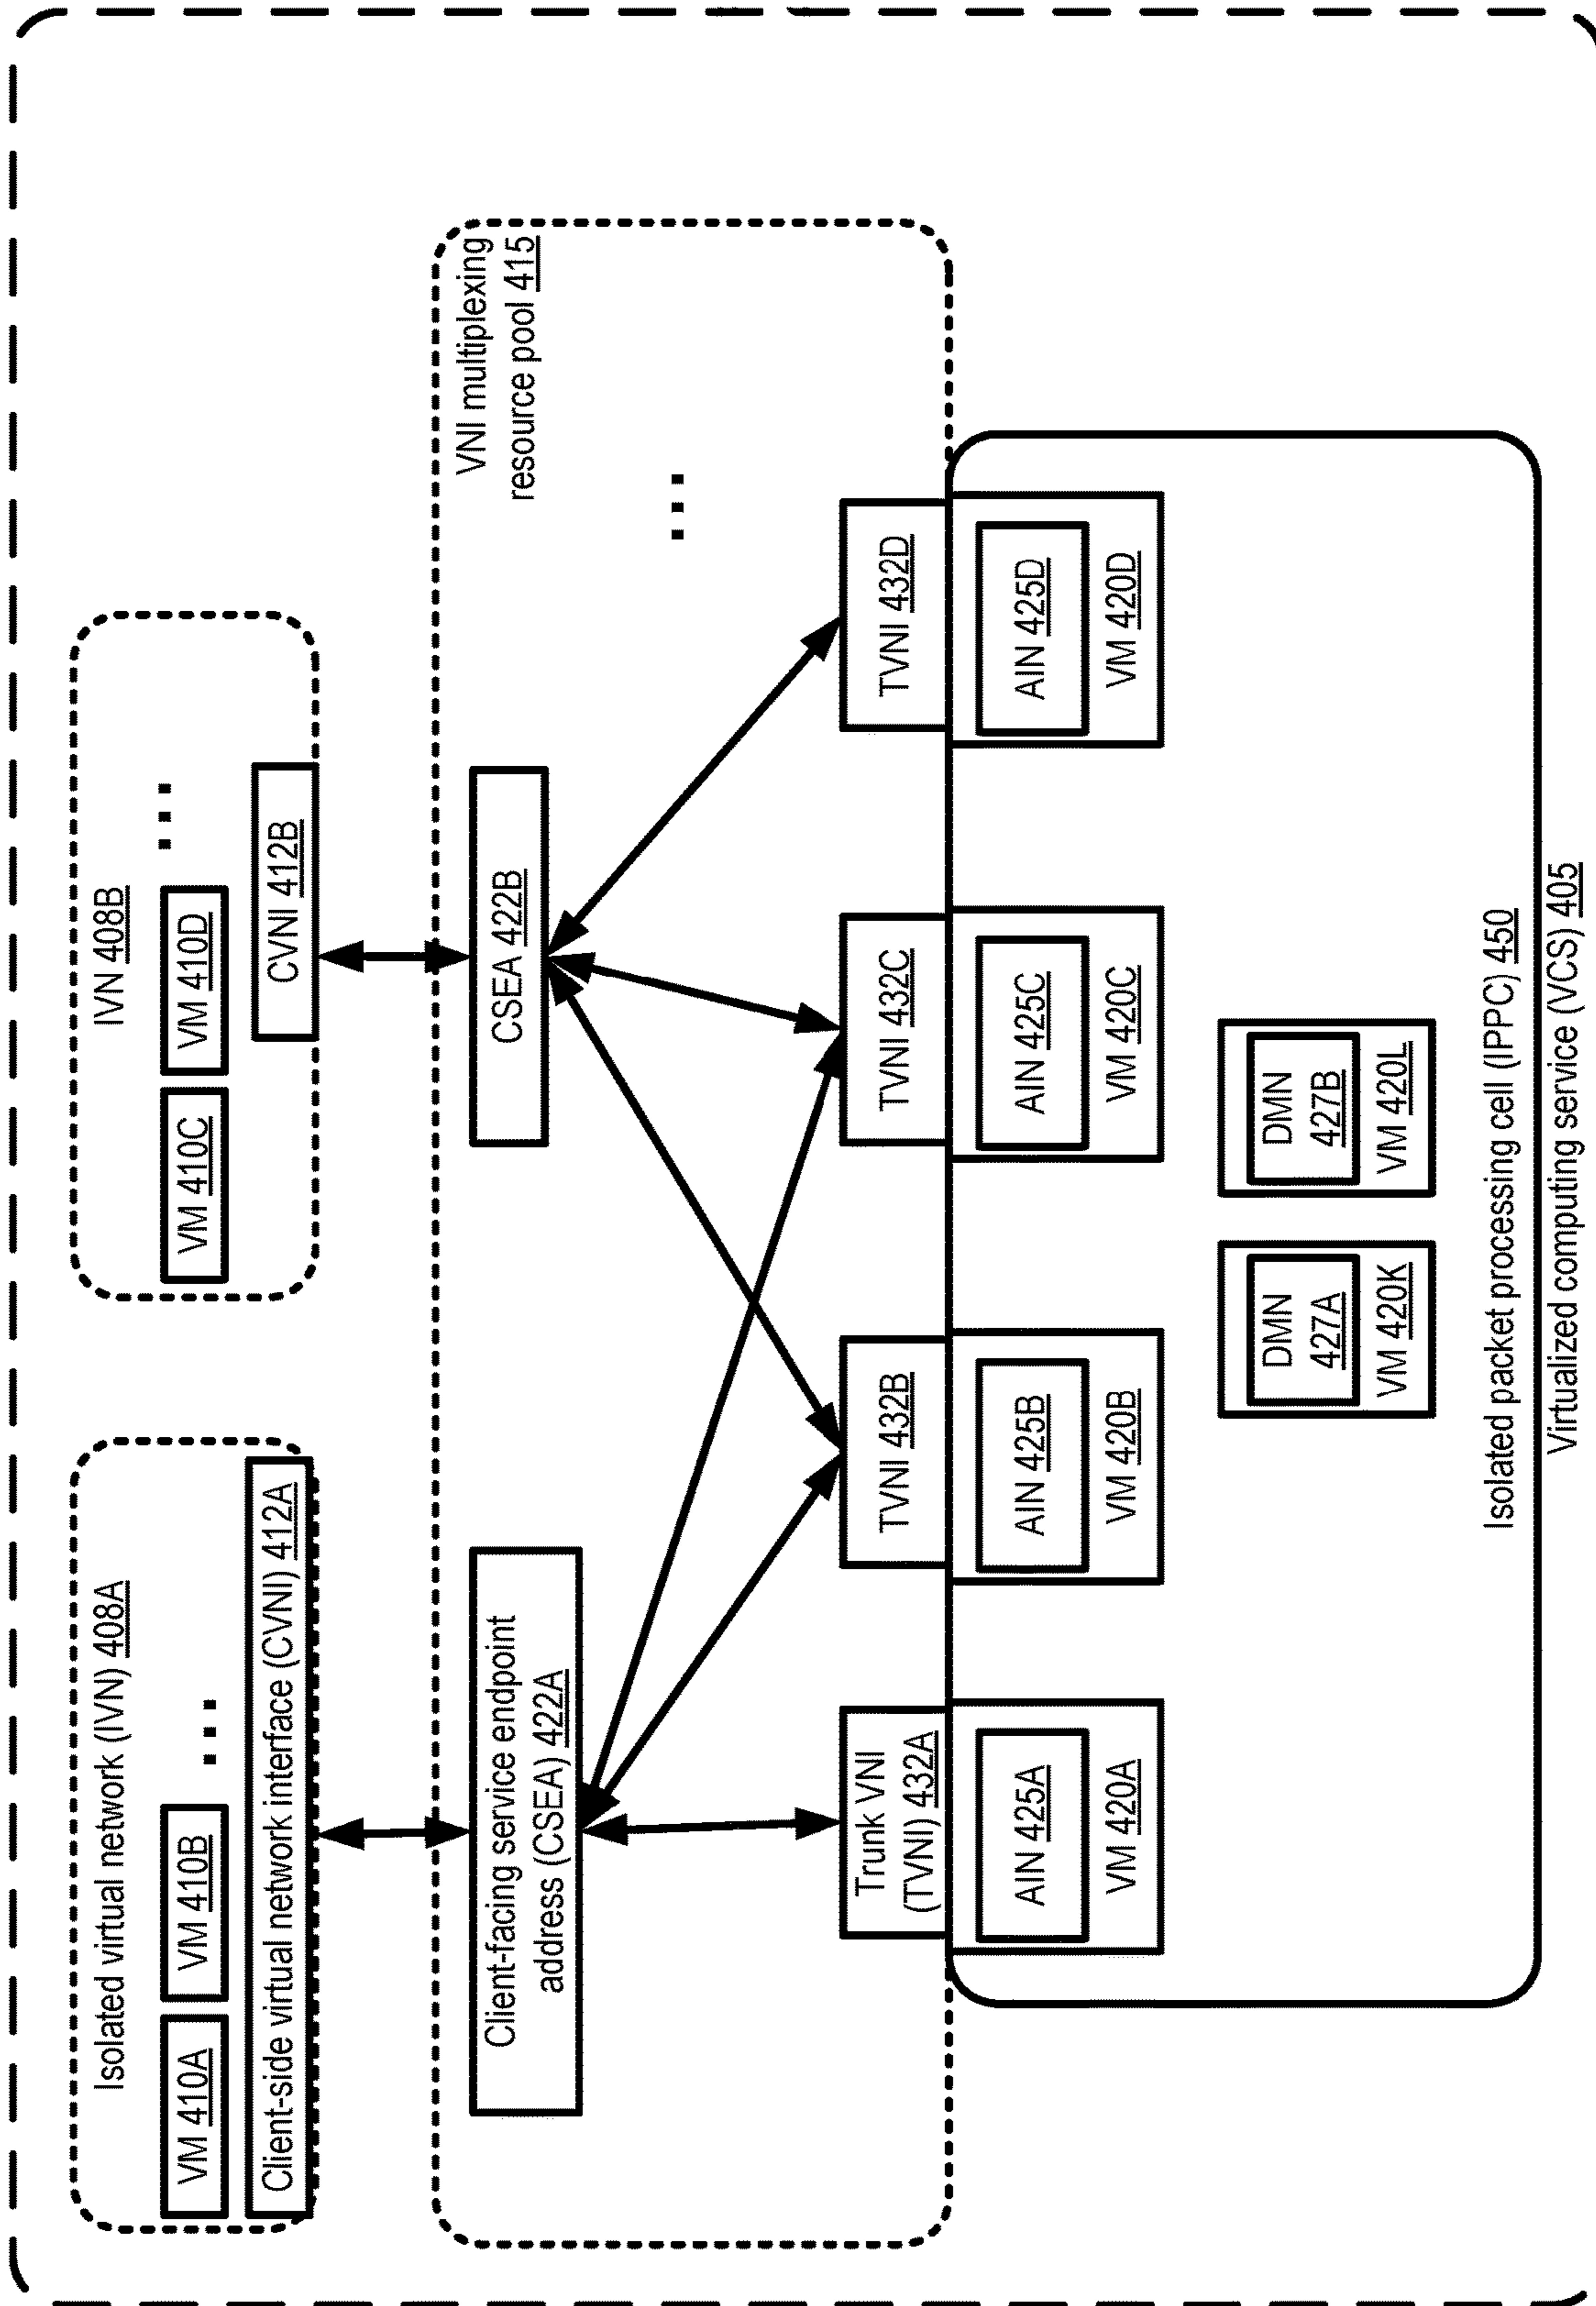 Isolated virtual network (IVN) 408A
VM 410A
VM 410B
...
Client-side virtual network interface (CVNI) 412A
IVN 408B
VM 410C
VM 410D
...
CVNI 412B
VNI multiplexing
resource pool 415
Client-facing service endpoint
address (CSEA) 422A
CSEA 422B
...
Trunk VNI
(TVNI) 432A
TVNI 432B
TVNI 432C
TVNI 432D
AIN 425A
VM 420A
AIN 425B
VM 420B
AIN 425C
VM 420C
AIN 425D
VM 420D
DMN
427A
VM 420K
DMN
427B
VM 420L
Isolated packet processing cell (IPPC) 450
Virtualized computing service (VCS) 405